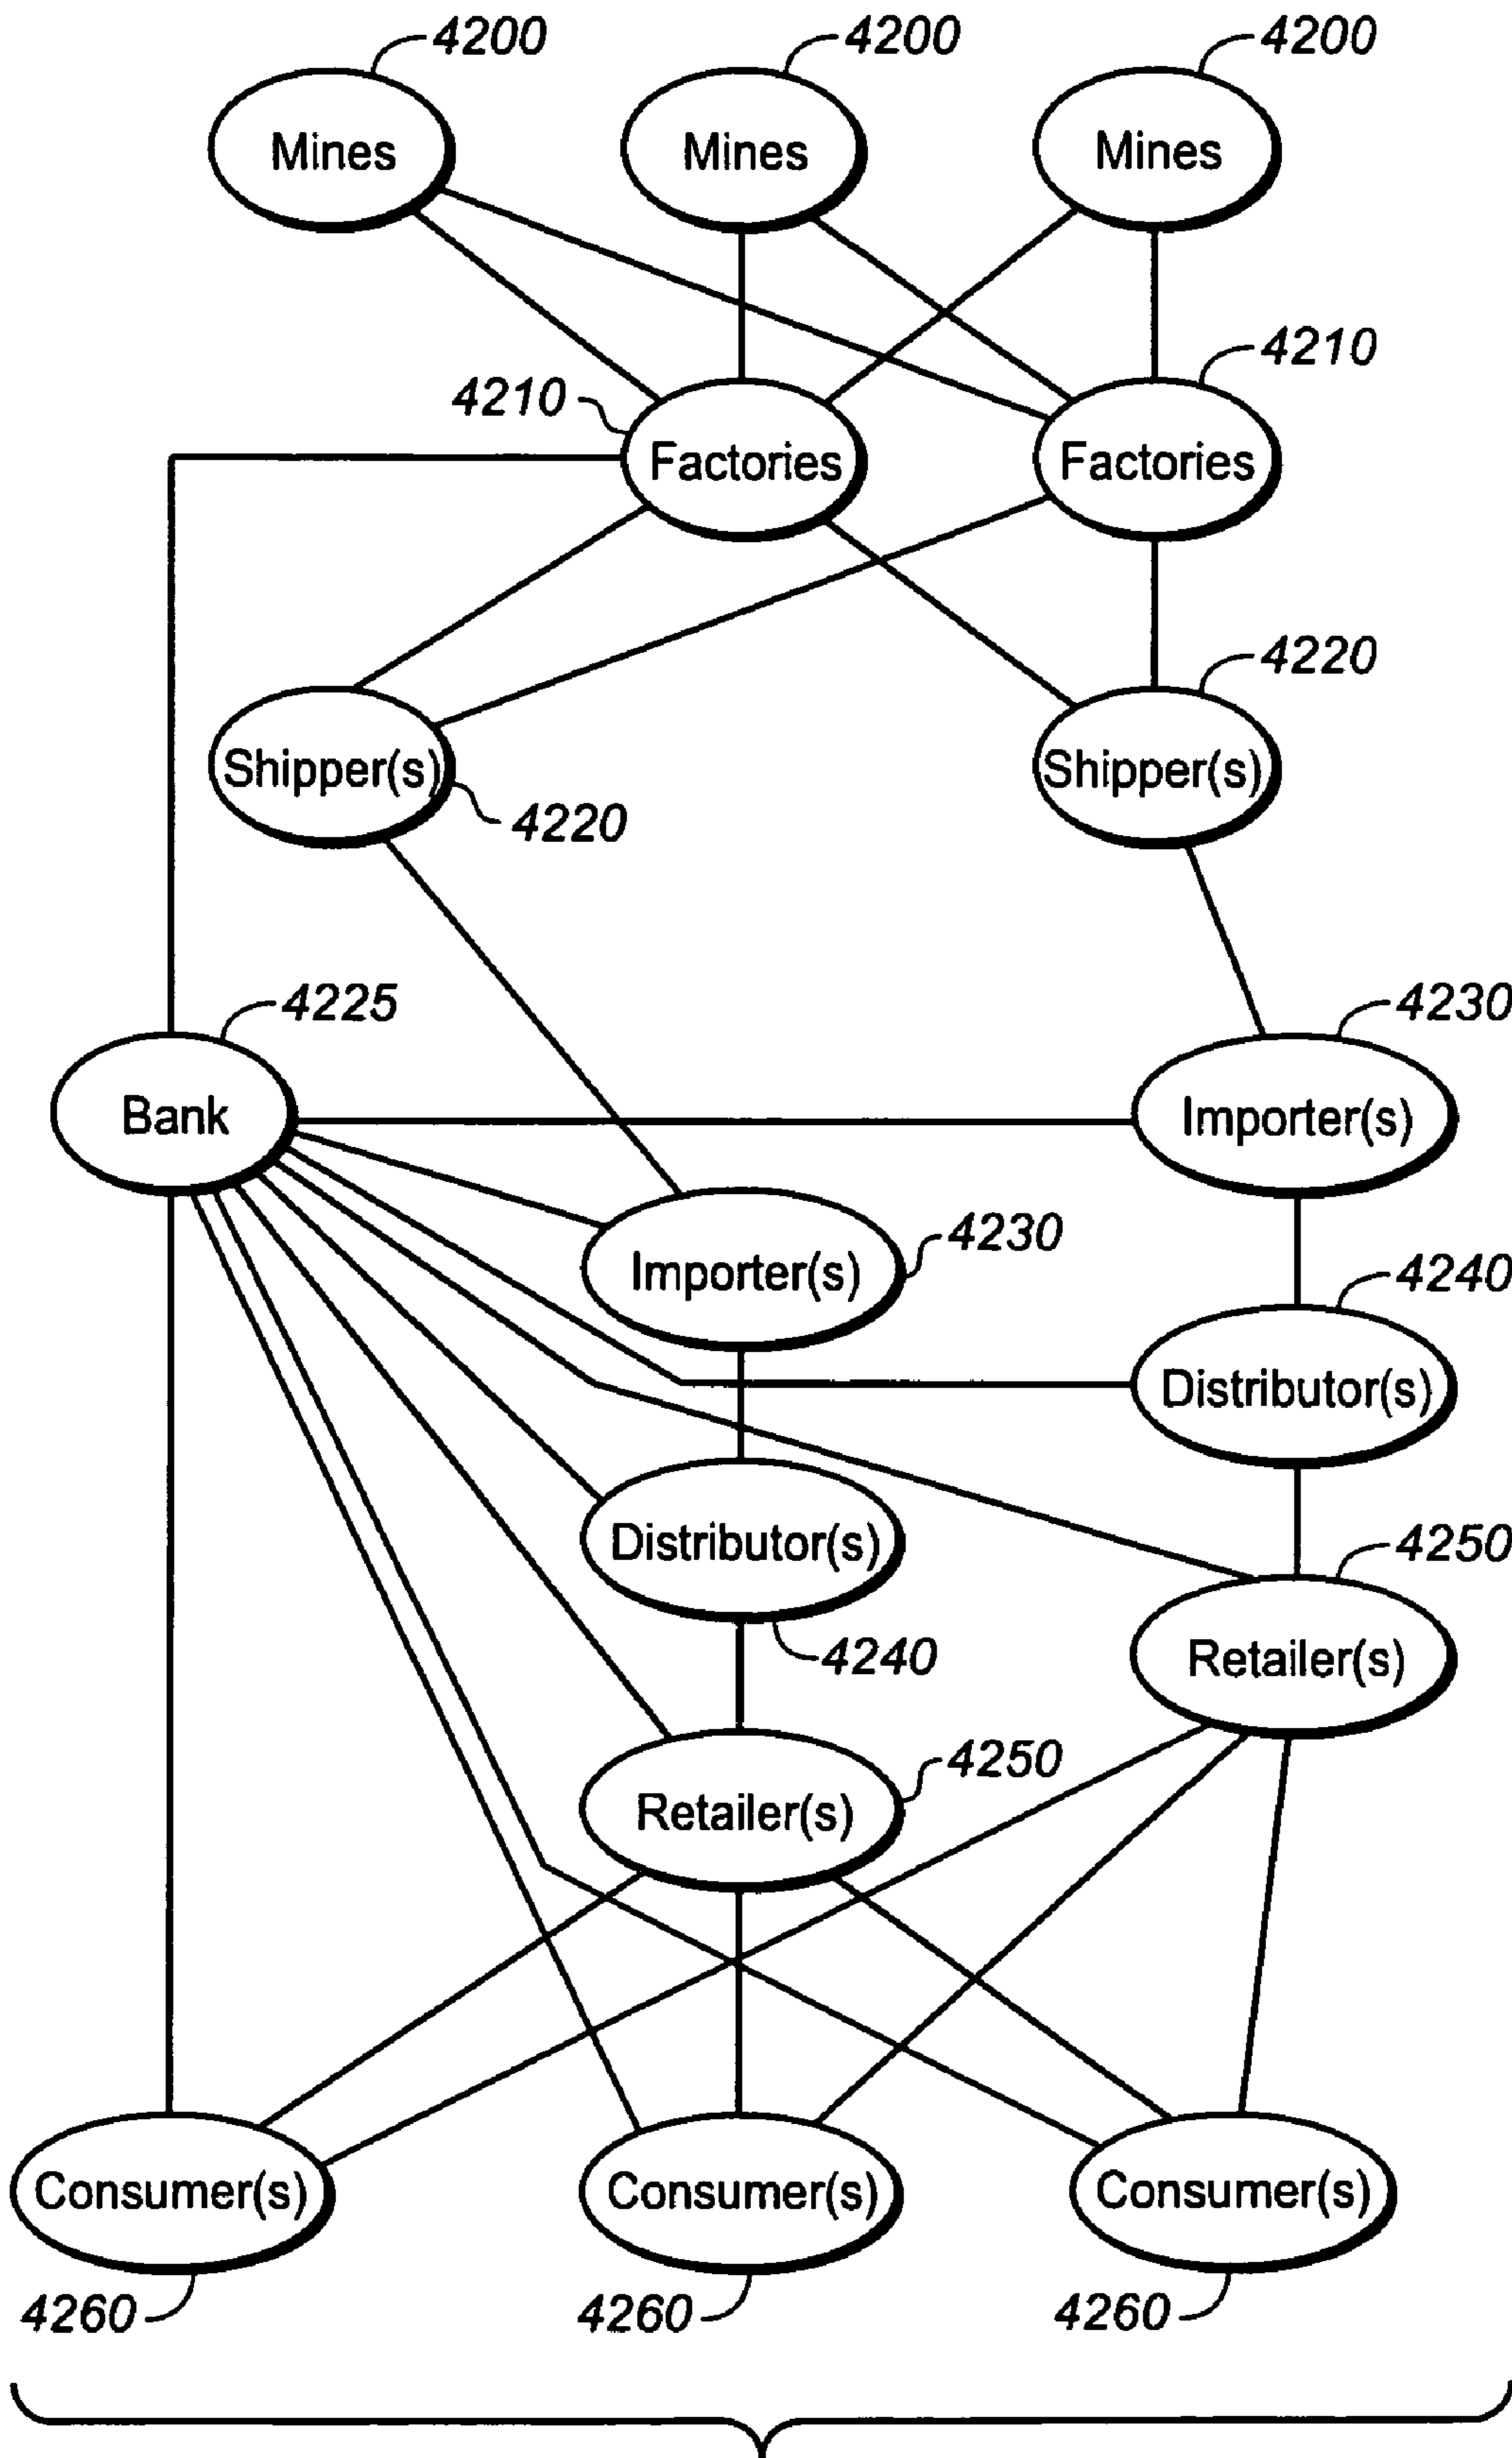 4200 4200 4200
Mines Mines Mines
4210
4210
Factories Factories
4220
Shipper(s) Shipper(s)
4220
4225 4230
Bank Importer(s)
4230
Importer(s)
4240
Distributor(s)
Distributor(s)
4250
4240
Retailer(s)
4250
Retailer(s)
Consumer(s) Consumer(s) Consumer(s)
4260 4260 4260